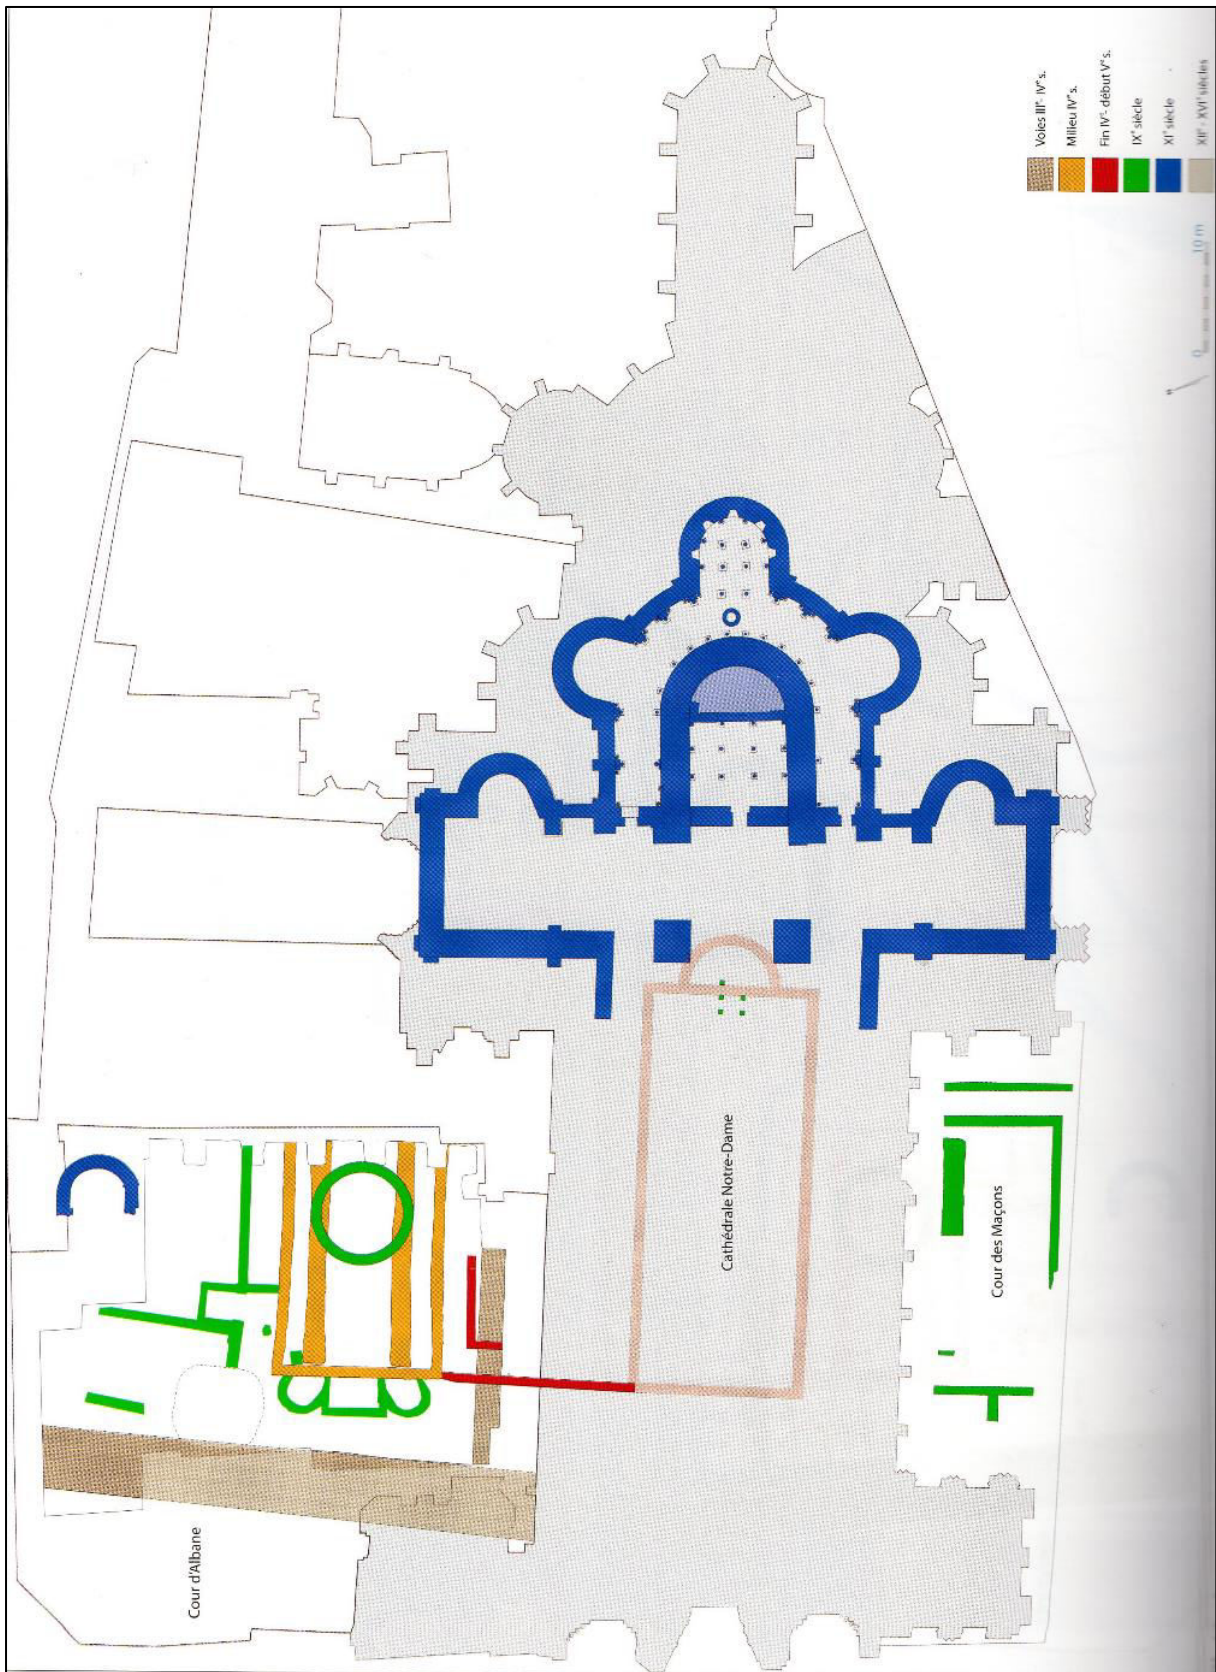 Voies IIIᵉ- IVᵉ s.
Milieu IVᵉ s.
Fin IVᵉ- début Vᵉ s.
IXᵉ siècle
XIᵉ siècle
XIIᵉ - XVIᵉ siècles
0 10 m
Cathédrale Notre-Dame
Cour des Maçons
Cour d'Albane